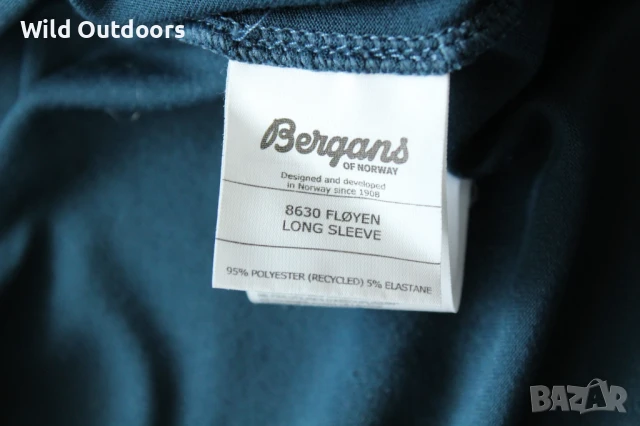 Wild Outdoors
Bergans
OF NORWAY
Designed and developed
in Norway since 1908
8630 FLØYEN
LONG SLEEVE
95% POLYESTER (RECYCLED) 5% ELASTANE
BAZAR